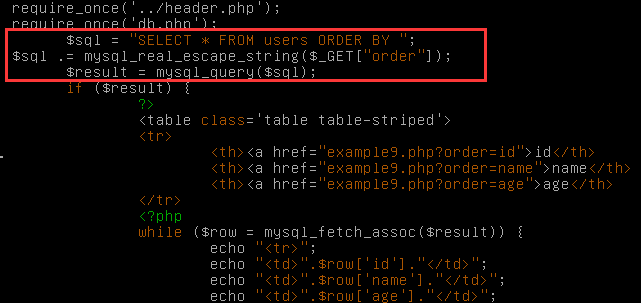 require_once('../header.php');
require_once('db.php');
$sql = "SELECT * FROM users ORDER BY ";
$sql .= mysql_real_escape_string($_GET["order"]);
$result = mysql_query($sql);
if ($result) {
?>
<table class='table table-striped'>
<tr>
<th><a href="example9.php?order=id">id</th>
<th><a href="example9.php?order=name">name</th>
<th><a href="example9.php?order=age">age</th>
</tr>
<?php
while ($row = mysql_fetch_assoc($result)) {
echo "<tr>";
echo "<td>".$row['id']."</td>";
echo "<td>".$row['name']."</td>";
echo "<td>".$row['age']."</td>";